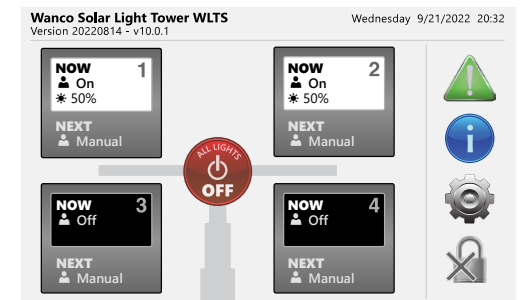 Wanco Solar Light Tower WLTS
Wednesday 9/21/2022 20:32
Version 20220814 - v10.0.1
NOW 1
On
50%
NEXT
Manual
NOW 2
On
50%
NEXT
Manual
ALL LIGHTS
OFF
NOW 3
Off
NEXT
Manual
NOW 4
Off
NEXT
Manual